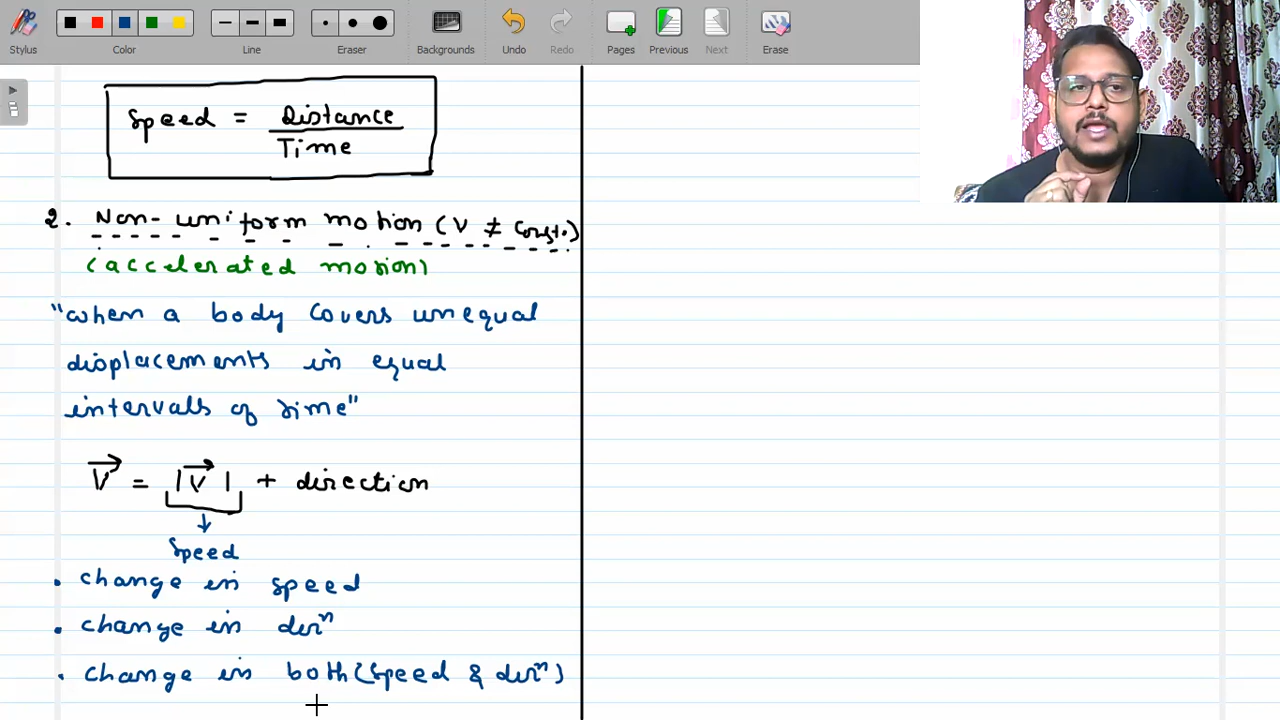 Stylus
Color
Line
Eraser
Backgrounds
Undo
Redo
Pages
Previous
Next
Erase
Speed = Distance
Time
2. Non-uniform motion (V ≠ Const.)
(accelerated motion)
"when a body Covers unequal
displacements in equal
intervals of time"
V⃗ = |V⃗| + direction
↓
Speed
• change in speed
• change in dirⁿ
• change in both (Speed & dirⁿ)